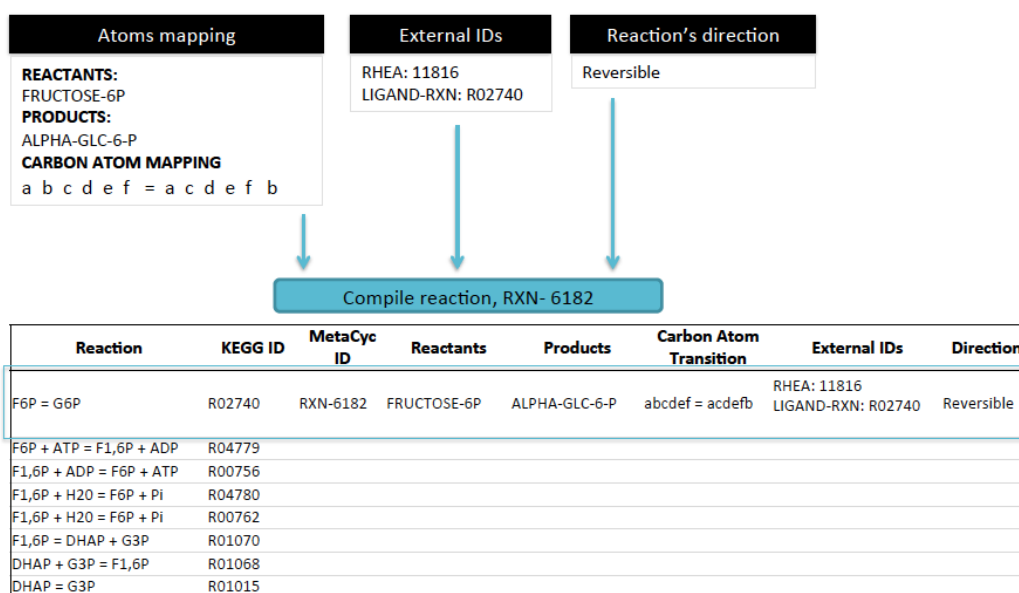 Atoms mapping
REACTANTS:
FRUCTOSE-6P
PRODUCTS:
ALPHA-GLC-6-P
CARBON ATOM MAPPING
a b c d e f = a c d e f b
External IDs
RHEA: 11816
LIGAND-RXN: R02740
Reaction's direction
Reversible
Compile reaction, RXN- 6182
Reaction KEGG ID MetaCyc ID Reactants Products Carbon Atom Transition External IDs Direction
F6P = G6P R02740 RXN-6182 FRUCTOSE-6P ALPHA-GLC-6-P abcdef = acdefb RHEA: 11816 LIGAND-RXN: R02740 Reversible
F6P + ATP = F1,6P + ADP R04779
F1,6P + ADP = F6P + ATP R00756
F1,6P + H20 = F6P + Pi R04780
F1,6P + H20 = F6P + Pi R00762
F1,6P = DHAP + G3P R01070
DHAP + G3P = F1,6P R01068
DHAP = G3P R01015